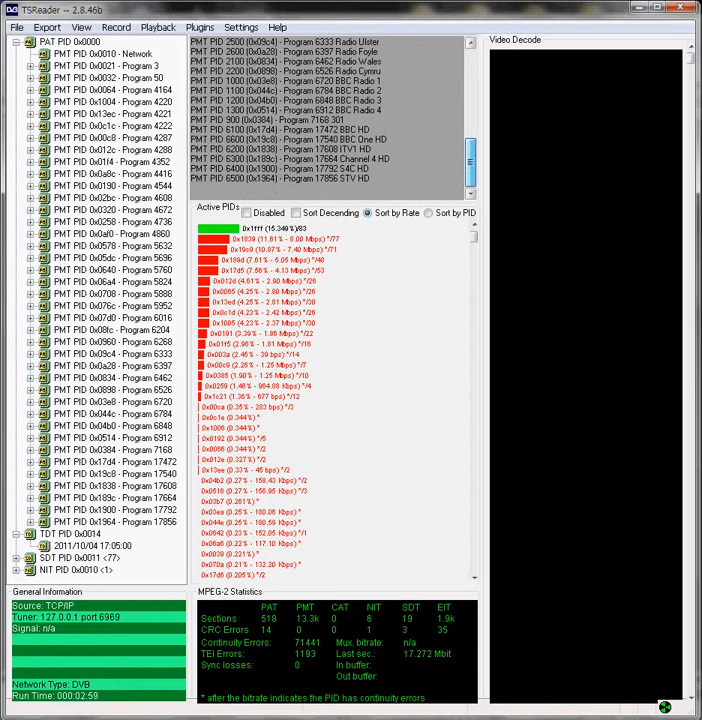 TSReader -- 2.8.46b
File Export View Record Playback Plugins Settings Help
PAT PID 0x0000
PMT PID 0x0010 - Network
PMT PID 0x0021 - Program 3
PMT PID 0x0032 - Program 50
PMT PID 0x0064 - Program 4164
PMT PID 0x1004 - Program 4220
PMT PID 0x13ec - Program 4221
PMT PID 0x0c1c - Program 4222
PMT PID 0x00c8 - Program 4287
PMT PID 0x012c - Program 4288
PMT PID 0x01f4 - Program 4352
PMT PID 0x0a8c - Program 4416
PMT PID 0x0190 - Program 4544
PMT PID 0x02bc - Program 4608
PMT PID 0x0258 - Program 4736
PMT PID 0x0af0 - Program 4860
PMT PID 0x0578 - Program 5632
PMT PID 0x05dc - Program 5696
PMT PID 0x0640 - Program 5760
PMT PID 0x06a4 - Program 5824
PMT PID 0x0708 - Program 5888
PMT PID 0x076c - Program 5952
PMT PID 0x07d0 - Program 6016
PMT PID 0x08fc - Program 6204
PMT PID 0x0960 - Program 6268
PMT PID 0x09c4 - Program 6333
PMT PID 0x0a28 - Program 6397
PMT PID 0x0834 - Program 6462
PMT PID 0x0898 - Program 6526
PMT PID 0x03e8 - Program 6720
PMT PID 0x044c - Program 6784
PMT PID 0x04b0 - Program 6848
PMT PID 0x0514 - Program 6912
PMT PID 0x0384 - Program 7168
PMT PID 0x17d4 - Program 17472
PMT PID 0x19c8 - Program 17540
PMT PID 0x1838 - Program 17608
PMT PID 0x189c - Program 17664
PMT PID 0x1900 - Program 17792
PMT PID 0x1964 - Program 17856
TDT PID 0x0014
2011/10/04 17:05:00
SDT PID 0x0011 <77>
NIT PID 0x0010 <1>
PMT PID 2500 (0x09c4) - Program 6333 Radio Ulster
PMT PID 2600 (0x0a28) - Program 6397 Radio Foyle
PMT PID 2100 (0x0834) - Program 6462 Radio Wales
PMT PID 2200 (0x0898) - Program 6526 Radio Cymru
PMT PID 1000 (0x03e8) - Program 6720 BBC Radio 1
PMT PID 1100 (0x044c) - Program 6784 BBC Radio 2
PMT PID 1200 (0x04b0) - Program 6848 BBC Radio 3
PMT PID 1300 (0x0514) - Program 6912 BBC Radio 4
PMT PID 900 (0x0384) - Program 7168 301
PMT PID 6100 (0x17d4) - Program 17472 BBC HD
PMT PID 6600 (0x19c8) - Program 17540 BBC One HD
PMT PID 6200 (0x1838) - Program 17608 ITV1 HD
PMT PID 6300 (0x189c) - Program 17664 Channel 4 HD
PMT PID 6400 (0x1900) - Program 17792 S4C HD
PMT PID 6500 (0x1964) - Program 17856 STV HD
Active PIDs
Disabled Sort Decending Sort by Rate Sort by PID
0x1fff (15.349%)/83
0x1839 (11.61% - 8.00 Mbps) */77
0x19c9 (10.87% - 7.40 Mbps) */71
0x189d (7.61% - 5.05 Mbps) */48
0x17d5 (7.56% - 4.13 Mbps) */53
0x012d (4.61% - 2.90 Mbps) */26
0x0065 (4.25% - 2.80 Mbps) */26
0x13ed (4.25% - 2.81 Mbps) */30
0x0c1d (4.23% - 2.42 Mbps) */26
0x1005 (4.23% - 2.37 Mbps) */30
0x0191 (3.39% - 1.86 Mbps) */22
0x01f5 (2.96% - 1.81 Mbps) */16
0x003a (2.45% - 39 bps) */14
0x00c9 (2.26% - 1.25 Mbps) */7
0x0385 (1.90% - 1.25 Mbps) */10
0x0259 (1.46% - 964.88 Kbps) */4
0x1c21 (1.36% - 677 bps) */12
0x00ca (0.35% - 283 bps) */3
0x0c1e (0.344%) *
0x1006 (0.344%) *
0x0192 (0.344%) */5
0x0066 (0.344%) */2
0x012e (0.327%) */2
0x13ee (0.33% - 45 bps) */2
0x04b2 (0.27% - 158.43 Kbps) */2
0x0516 (0.27% - 156.95 Kbps) */3
0x03b7 (0.261%) *
0x03ea (0.25% - 180.06 Kbps) *
0x044e (0.25% - 180.59 Kbps) *
0x0642 (0.23% - 152.05 Kbps) */1
0x06a6 (0.22% - 117.10 Kbps) *
0x0039 (0.221%) *
0x070a (0.21% - 132.20 Kbps) *
0x17d6 (0.205%) */2
Video Decode
General Information
Source: TCP/IP
Tuner: 127.0.0.1 port 6969
Signal: n/a
Network Type: DVB
Run Time: 000:02:59
MPEG-2 Statistics
PAT PMT CAT NIT SDT EIT
Sections 518 13.3k 0 6 19 1.9k
CRC Errors 14 0 0 1 3 35
Continuity Errors: 71441 Mux. bitrate: n/a
TEI Errors: 1193 Last sec.: 17.272 Mbit
Sync losses: 0 In buffer:
Out buffer:
* after the bitrate indicates the PID has continuity errors